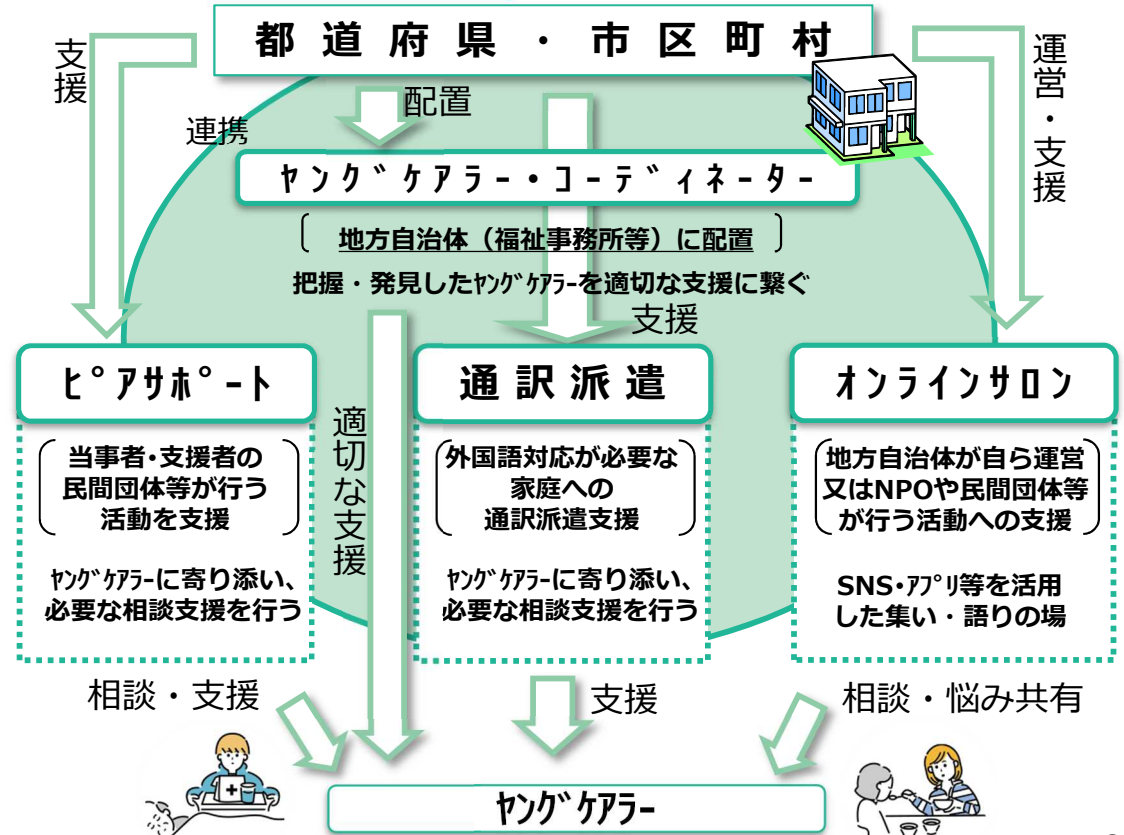 都道府県・市区町村
支援
配置
連携
運営・支援
ﾔﾝｸﾞｹｱﾗｰ・ｺｰﾃﾞｨﾈｰﾀｰ
地方自治体（福祉事務所等）に配置
把握・発見したﾔﾝｸﾞｹｱﾗｰを適切な支援に繋ぐ
支援
ﾋﾟｱｻﾎﾟｰﾄ
当事者・支援者の
民間団体等が行う
活動を支援
ﾔﾝｸﾞｹｱﾗｰに寄り添い、
必要な相談支援を行う
適切な支援
通訳派遣
外国語対応が必要な
家庭への
通訳派遣支援
ﾔﾝｸﾞｹｱﾗｰに寄り添い、
必要な相談支援を行う
ｵﾝﾗｲﾝｻﾛﾝ
地方自治体が自ら運営
又はNPOや民間団体等
が行う活動への支援
SNS・ｱﾌﾟﾘ等を活用
した集い・語りの場
相談・支援
支援
相談・悩み共有
ﾔﾝｸﾞｹｱﾗｰ